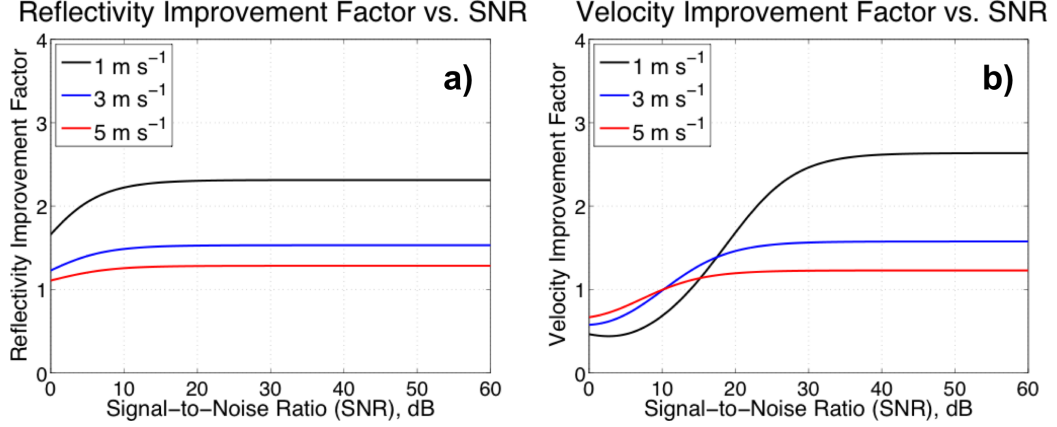 Reflectivity Improvement Factor vs. SNR
4
3
2
1
0
Reflectivity Improvement Factor
1 m s⁻¹
3 m s⁻¹
5 m s⁻¹
a)
0 10 20 30 40 50 60
Signal−to−Noise Ratio (SNR), dB
Velocity Improvement Factor vs. SNR
4
3
2
1
0
Velocity Improvement Factor
1 m s⁻¹
3 m s⁻¹
5 m s⁻¹
b)
0 10 20 30 40 50 60
Signal−to−Noise Ratio (SNR), dB